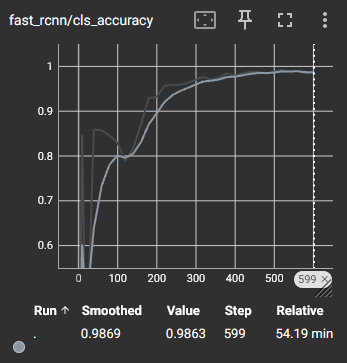 fast_rcnn/cls_accuracy
1
0.9
0.8
0.7
0.6
0 100 200 300 400 500 599
Run ↑ Smoothed Value Step Relative
. 0.9869 0.9863 599 54.19 min